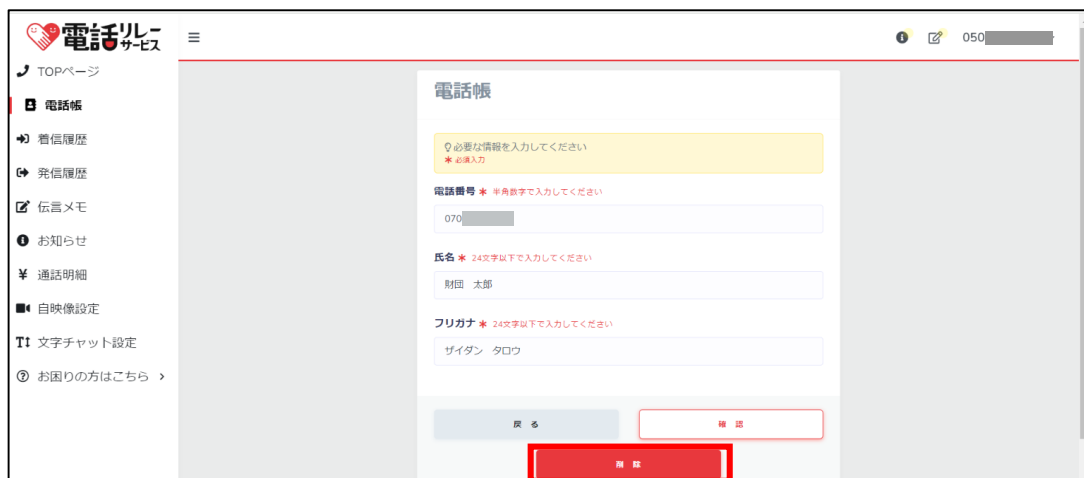 電話リレー
サービス
050
TOPページ
電話帳
着信履歴
発信履歴
伝言メモ
お知らせ
通話明細
自映像設定
文字チャット設定
お困りの方はこちら
電話帳
必要な情報を入力してください
* 必須入力
電話番号 * 半角数字で入力してください
070
氏名 * 24文字以下で入力してください
財団 太郎
フリガナ * 24文字以下で入力してください
ザイダン タロウ
戻る
確認
削除